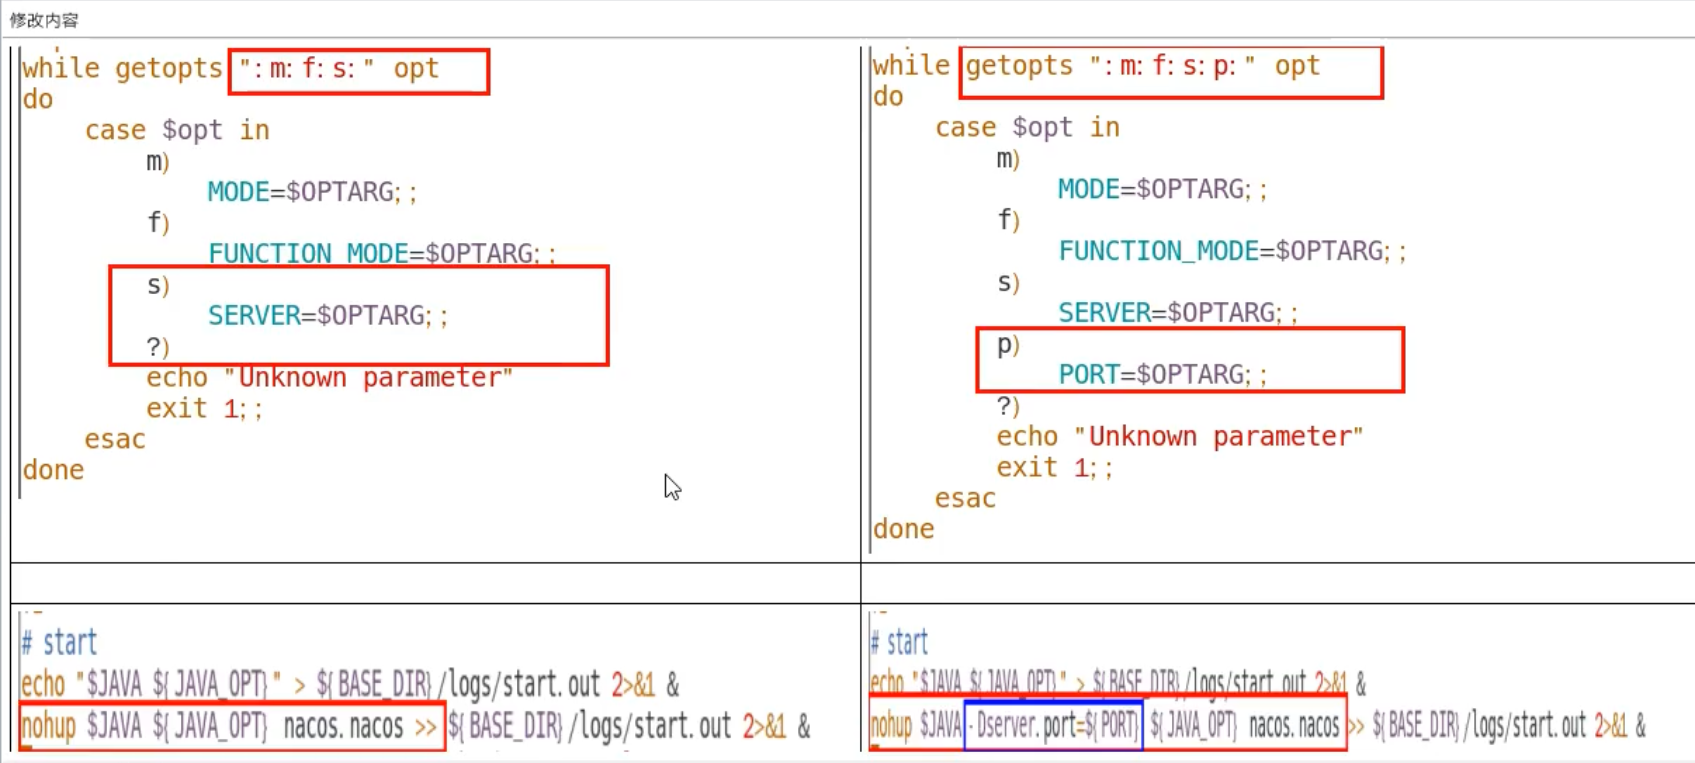 修改内容
while getopts ":m:f:s:" opt
do
case $opt in
m)
MODE=$OPTARG;;
f)
FUNCTION_MODE=$OPTARG;;
s)
SERVER=$OPTARG;;
?)
echo "Unknown parameter"
exit 1;;
esac
done
while getopts ":m:f:s:p:" opt
do
case $opt in
m)
MODE=$OPTARG;;
f)
FUNCTION_MODE=$OPTARG;;
s)
SERVER=$OPTARG;;
p)
PORT=$OPTARG;;
?)
echo "Unknown parameter"
exit 1;;
esac
done
# start
echo "$JAVA ${JAVA_OPT}" > ${BASE_DIR}/logs/start.out 2>&1 &
nohup $JAVA ${JAVA_OPT} nacos.nacos >> ${BASE_DIR}/logs/start.out 2>&1 &
# start
echo "$JAVA ${JAVA_OPT}" > ${BASE_DIR}/logs/start.out 2>&1 &
nohup $JAVA -Dserver.port=${PORT} ${JAVA_OPT} nacos.nacos >> ${BASE_DIR}/logs/start.out 2>&1 &